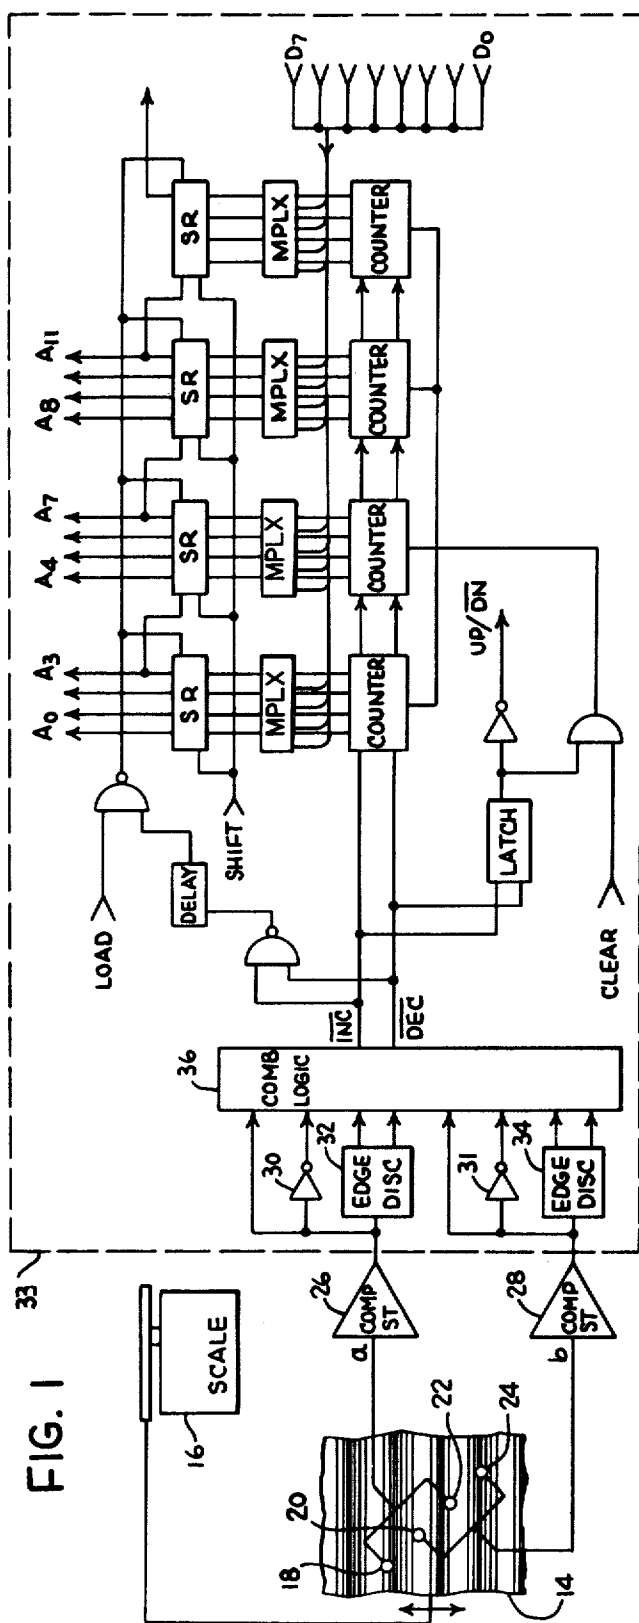 FIG. 1
33
16
SCALE
18
20
22
24
14
a
b
26
COMP
ST
28
COMP
ST
30
32
EDGE
DISC
31
34
EDGE
DISC
36
COMB
LOGIC
INC
DEC
LOAD
DELAY
SHIFT
CLEAR
LATCH
UP/DN
A0
A3
A4
A7
A8
A11
SR
SR
SR
SR
MPLX
MPLX
MPLX
MPLX
COUNTER
COUNTER
COUNTER
COUNTER
D7
D0